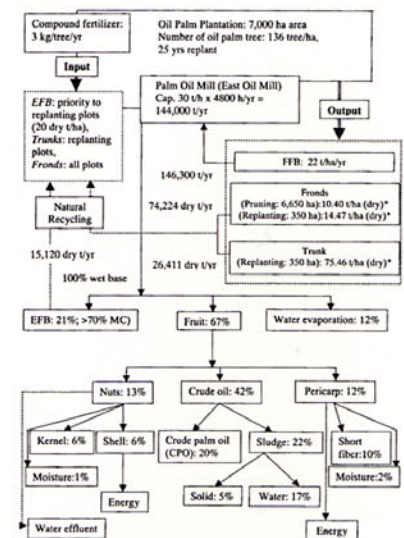 Compound fertilizer:
3 kg/tree/yr
Oil Palm Plantation: 7,000 ha area
Number of oil palm tree: 136 tree/ha,
25 yrs replant
Input
Palm Oil Mill (East Oil Mill)
Cap. 30 t/h x 4800 h/yr =
144,000 t/yr
Output
EFB: priority to
replanting plots
(20 dry t/ha),
Trunks: replanting
plots,
Fronds: all plots
FFB: 22 t/ha/yr
146,300 t/yr
Fronds
(Pruning: 6,650 ha):10.40 t/ha (dry)*
(Replanting: 350 ha):14.47 t/ha (dry)*
Natural
Recycling
74,224 dry t/yr
Trunk
(Replanting: 350 ha): 75.46 t/ha (dry)*
15,120 dry t/yr
26,411 dry t/yr
100% wet base
EFB: 21%; >70% MC)
Fruit: 67%
Water evaporation: 12%
Nuts: 13%
Crude oil: 42%
Pericarp: 12%
Kernel: 6%
Shell: 6%
Crude palm oil
(CPO): 20%
Sludge: 22%
Short
fiber:10%
Moisture:1%
Moisture:2%
Energy
Solid: 5%
Water: 17%
Water effluent
Energy